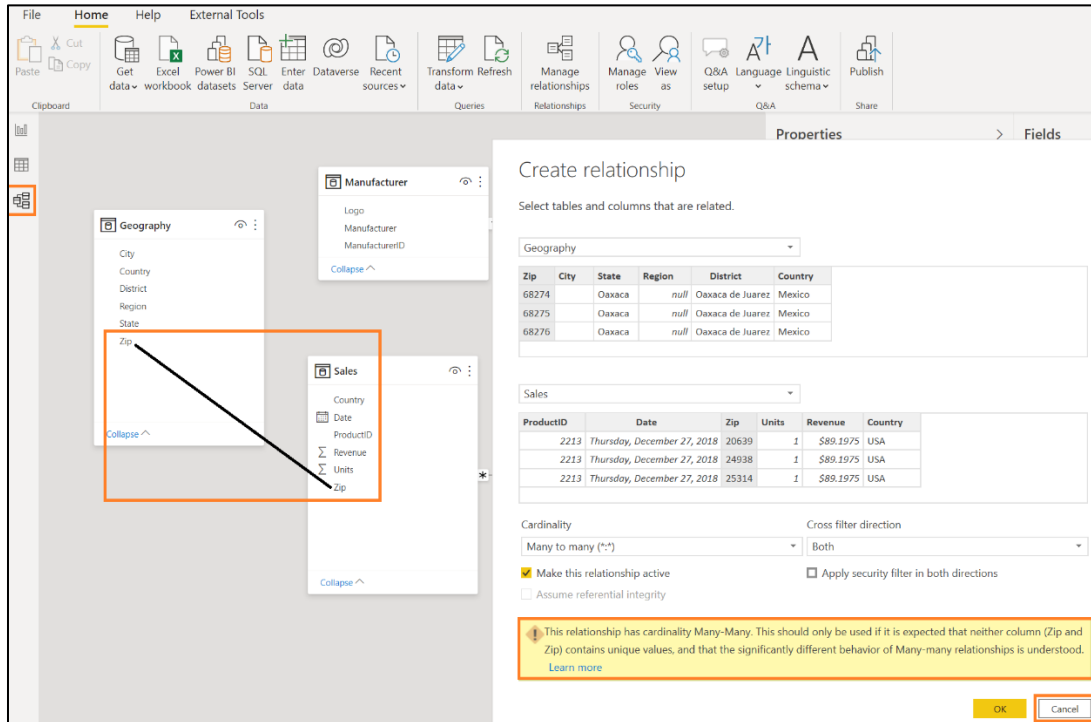 File Home Help External Tools
Cut
Copy
Paste
Get data
Excel workbook
Power BI datasets
SQL Server
Enter data
Dataverse
Recent sources
Transform data
Refresh
Manage relationships
Manage roles
View as
Q&A setup
Language
Linguistic schema
Publish
Clipboard Data Queries Relationships Security Q&A Share
Properties > Fields
Manufacturer
Logo
Manufacturer
ManufacturerID
Collapse
Geography
City
Country
District
Region
State
Zip
Collapse
Sales
Country
Date
ProductID
Σ Revenue
Σ Units
Zip
Collapse
*
Create relationship
Select tables and columns that are related.
Geography
Zip City State Region District Country
68274 Oaxaca null Oaxaca de Juarez Mexico
68275 Oaxaca null Oaxaca de Juarez Mexico
68276 Oaxaca null Oaxaca de Juarez Mexico
Sales
ProductID Date Zip Units Revenue Country
2213 Thursday, December 27, 2018 20639 1 $89.1975 USA
2213 Thursday, December 27, 2018 24938 1 $89.1975 USA
2213 Thursday, December 27, 2018 25314 1 $89.1975 USA
Cardinality Cross filter direction
Many to many (*:*) Both
Make this relationship active Apply security filter in both directions
Assume referential integrity
This relationship has cardinality Many-Many. This should only be used if it is expected that neither column (Zip and
Zip) contains unique values, and that the significantly different behavior of Many-many relationships is understood.
Learn more
OK Cancel